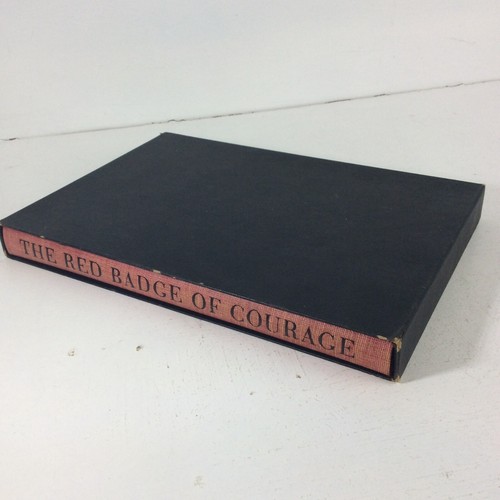 THE RED BADGE OF COURAGE